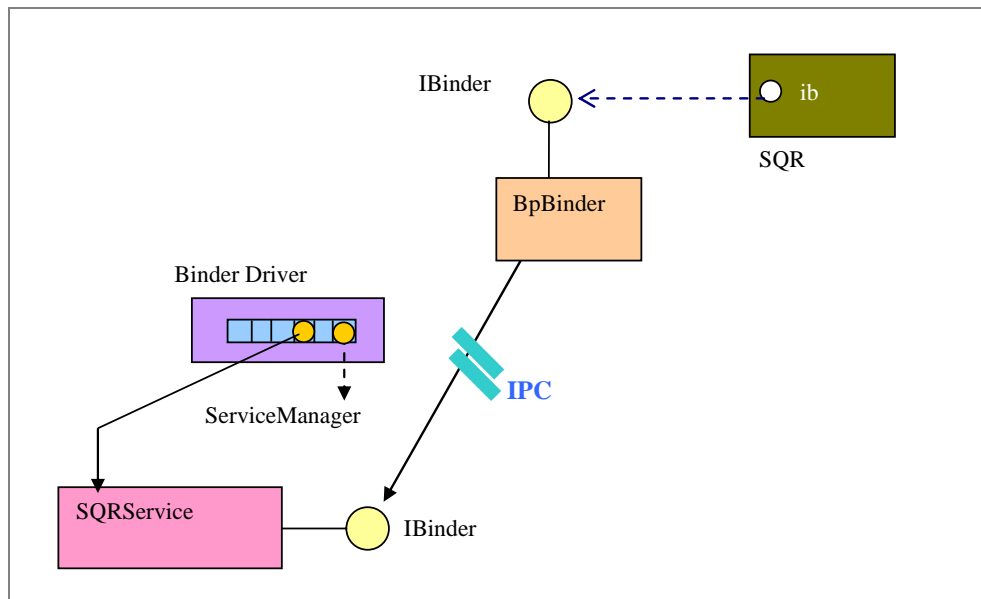 IBinder
ib
SQR
BpBinder
Binder Driver
IPC
ServiceManager
SQRService
IBinder